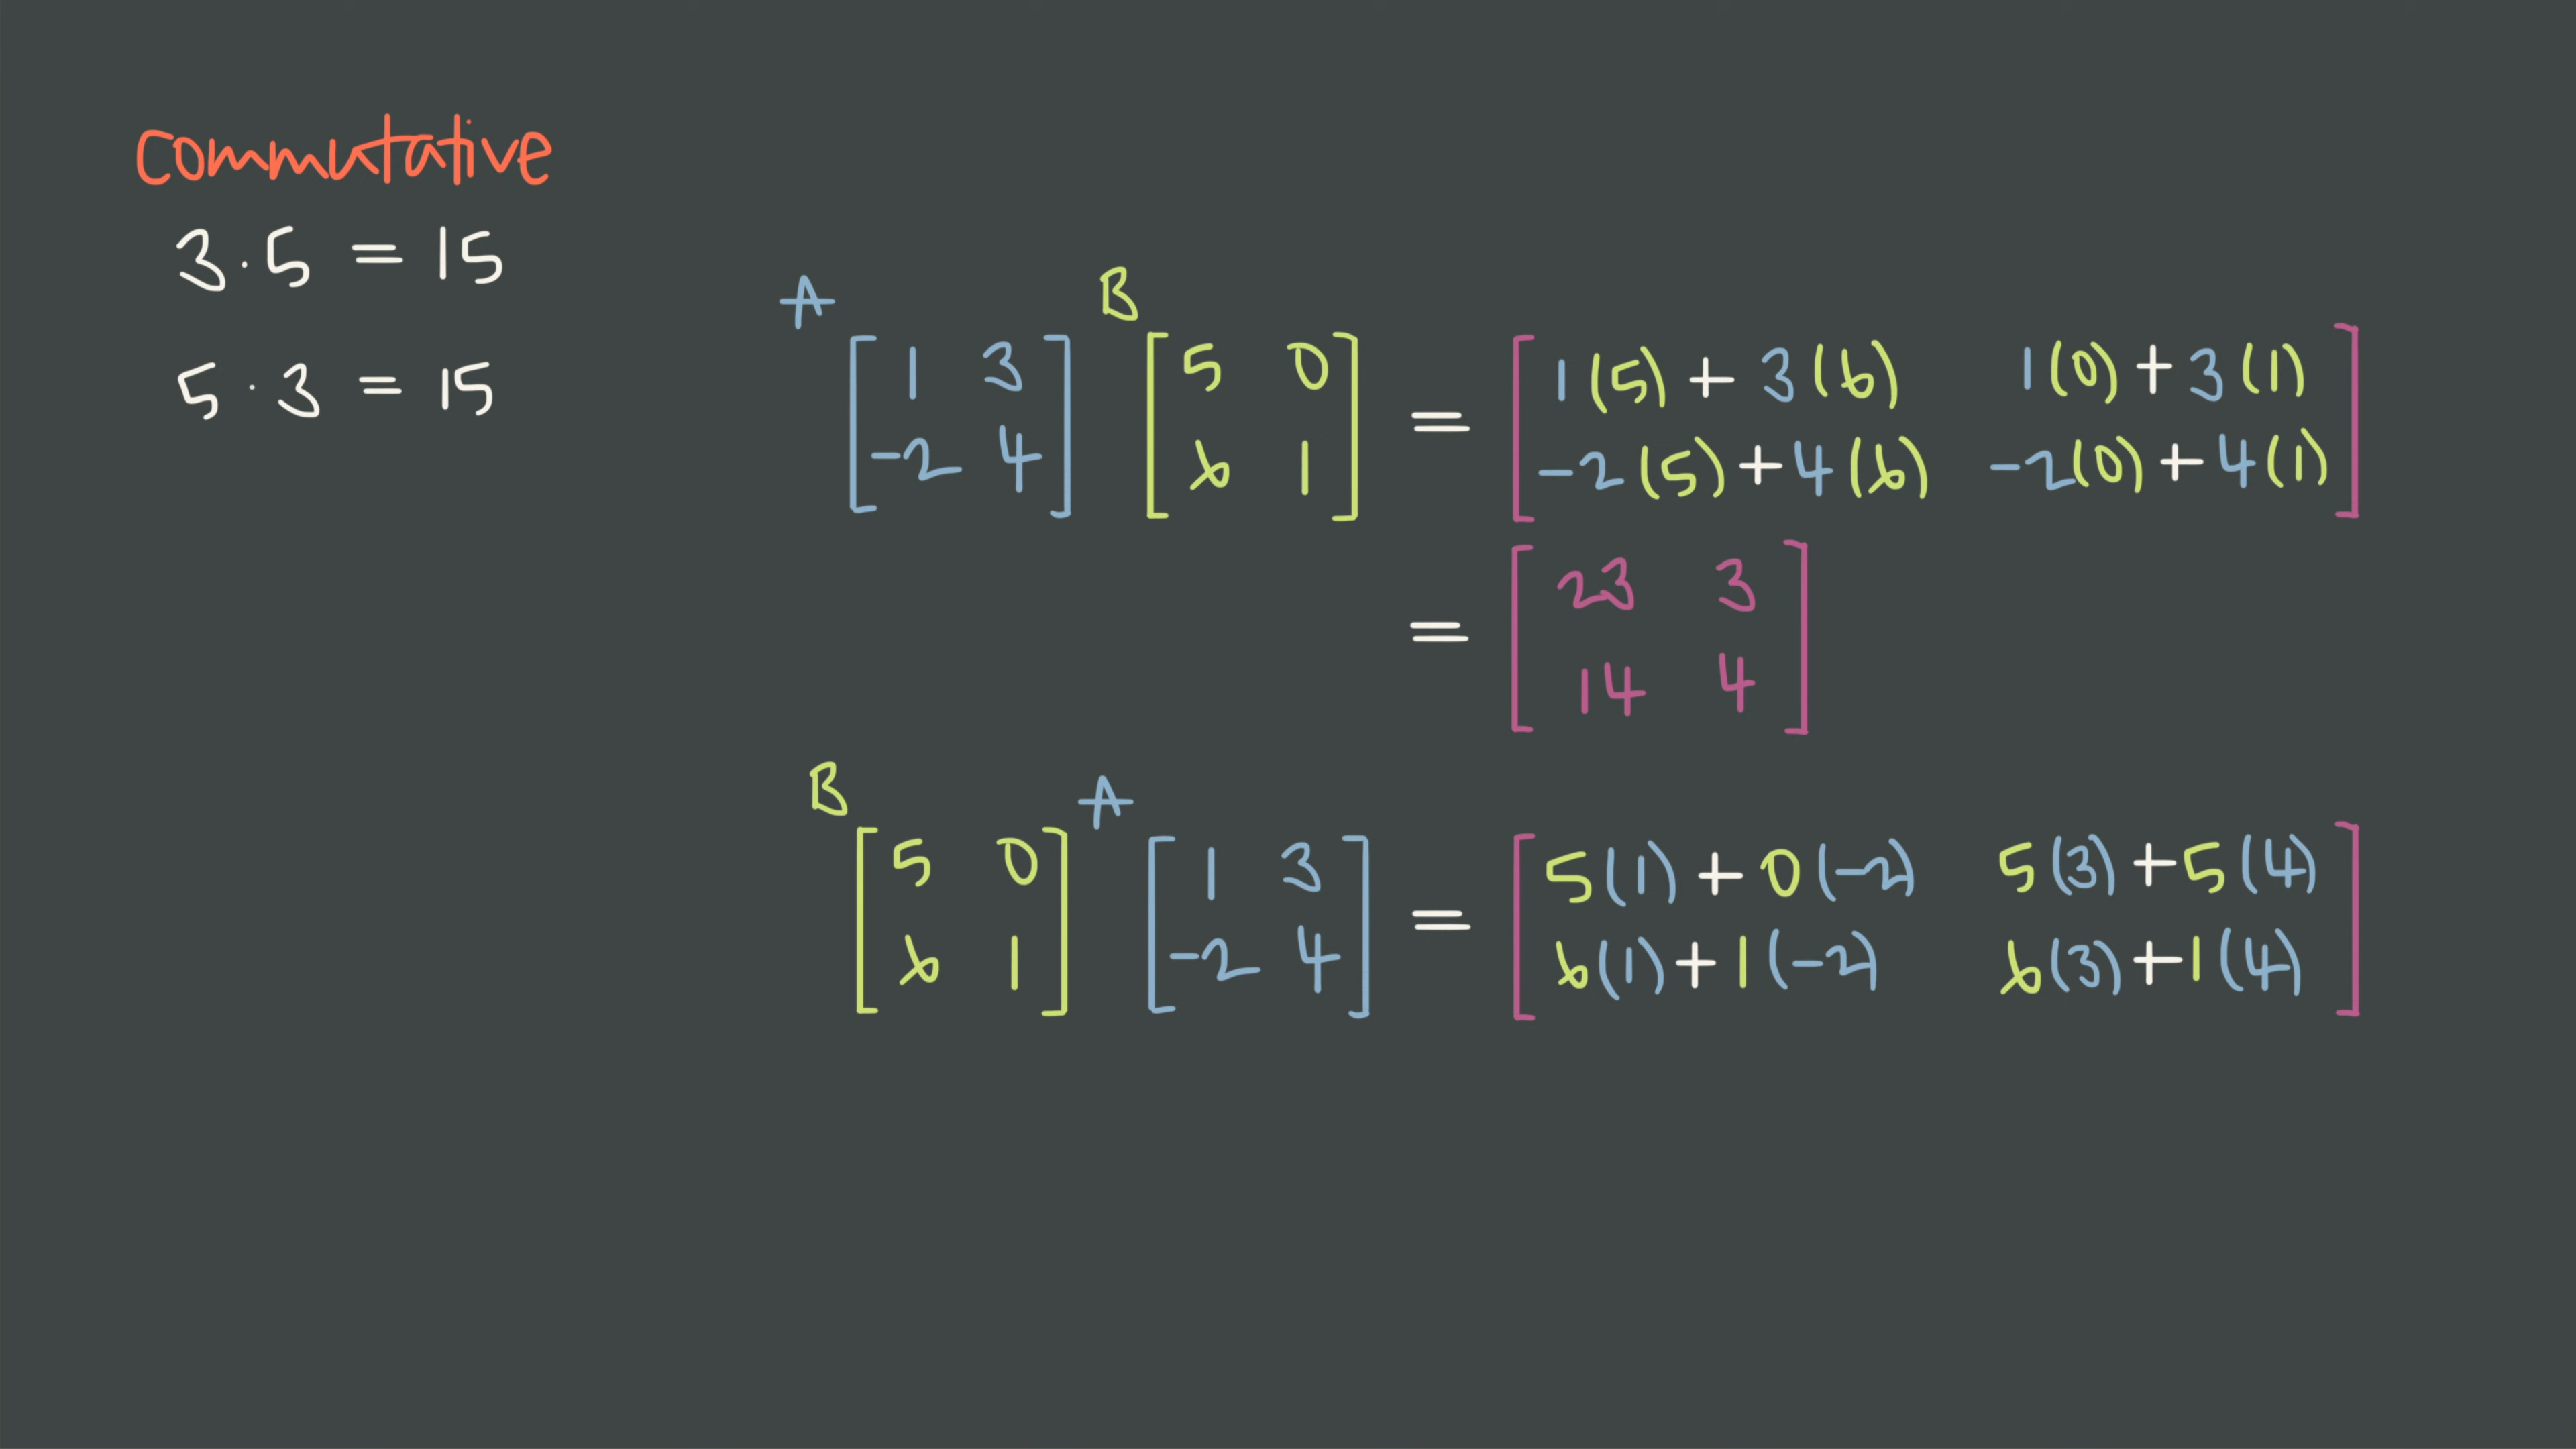 commutative
3·5 = 15
5·3 = 15
A B
[1 3] [5 0] = [1(5)+3(6) 1(0)+3(1)]
[-2 4] [6 1] [-2(5)+4(6) -2(0)+4(1)]
= [23 3]
[14 4]
B A
[5 0] [1 3] = [5(1)+0(-2) 5(3)+5(4)]
[6 1] [-2 4] [6(1)+1(-2) 6(3)+1(4)]